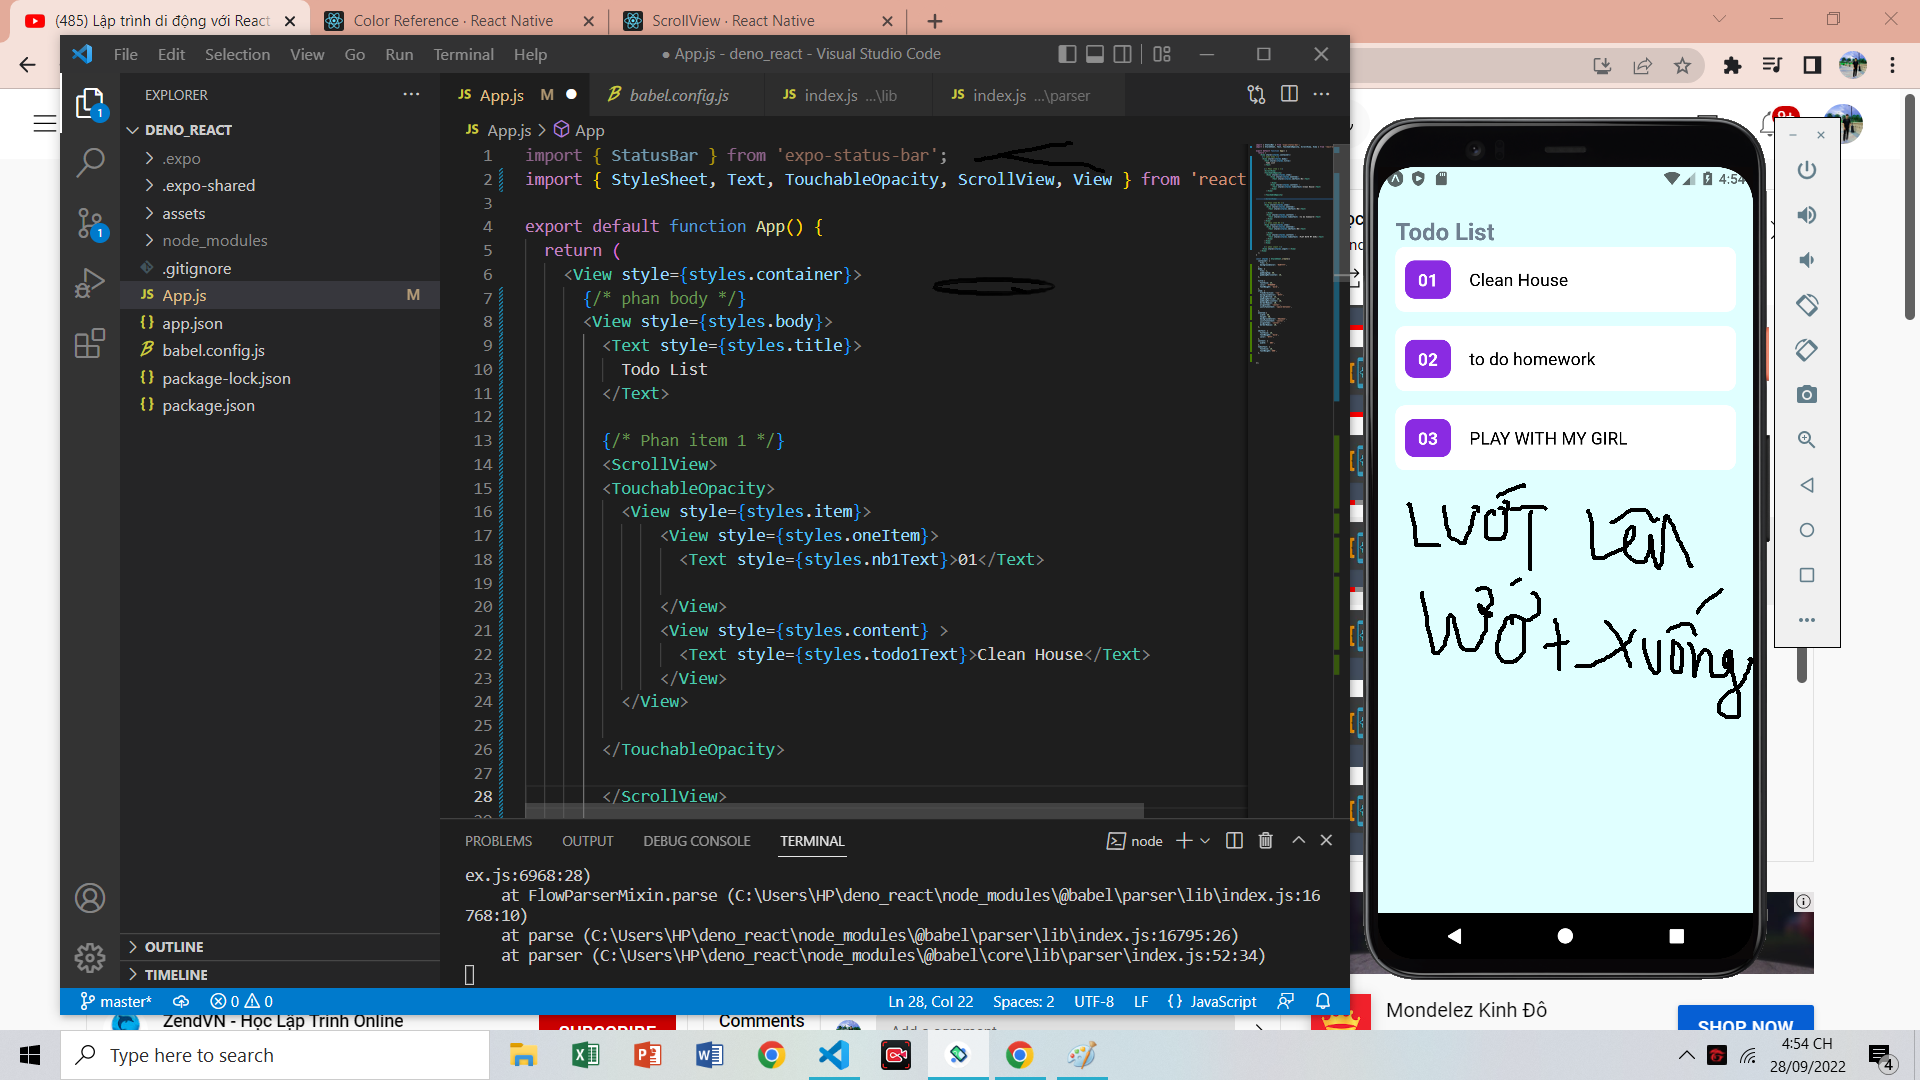 (485) Lập trình di động với React
Color Reference · React Native
ScrollView · React Native
File Edit Selection View Go Run Terminal Help
● App.js - deno_react - Visual Studio Code
EXPLORER
DENO_REACT
.expo
.expo-shared
assets
node_modules
.gitignore
JS App.js M
{} app.json
babel.config.js
{} package-lock.json
{} package.json
OUTLINE
TIMELINE
JS App.js M
babel.config.js
JS index.js ...\lib
JS index.js ...\parser
JS App.js > App
1 import { StatusBar } from 'expo-status-bar';
2 import { StyleSheet, Text, TouchableOpacity, ScrollView, View } from 'react
3
4 export default function App() {
5 return (
6 <View style={styles.container}>
7 {/* phan body */}
8 <View style={styles.body}>
9 <Text style={styles.title}>
10 Todo List
11 </Text>
12
13 {/* Phan item 1 */}
14 <ScrollView>
15 <TouchableOpacity>
16 <View style={styles.item}>
17 <View style={styles.oneItem}>
18 <Text style={styles.nb1Text}>01</Text>
19
20 </View>
21 <View style={styles.content} >
22 <Text style={styles.todo1Text}>Clean House</Text>
23 </View>
24 </View>
25
26 </TouchableOpacity>
27
28 </ScrollView>
PROBLEMS OUTPUT DEBUG CONSOLE TERMINAL
node
ex.js:6968:28)
at FlowParserMixin.parse (C:\Users\HP\deno_react\node_modules\@babel\parser\lib\index.js:16
768:10)
at parse (C:\Users\HP\deno_react\node_modules\@babel\parser\lib\index.js:16795:26)
at parser (C:\Users\HP\deno_react\node_modules\@babel\core\lib\parser\index.js:52:34)
master* 0 0
Ln 28, Col 22 Spaces: 2 UTF-8 LF {} JavaScript
4:54
Todo List
01 Clean House
02 to do homework
03 PLAY WITH MY GIRL
LƯỚT Lên
lướt xuống
ZendVN - Học Lập Trình Online
SUBSCRIBE
Comments
Mondelez Kinh Đô
SHOP NOW
Type here to search
4:54 CH
28/09/2022
4